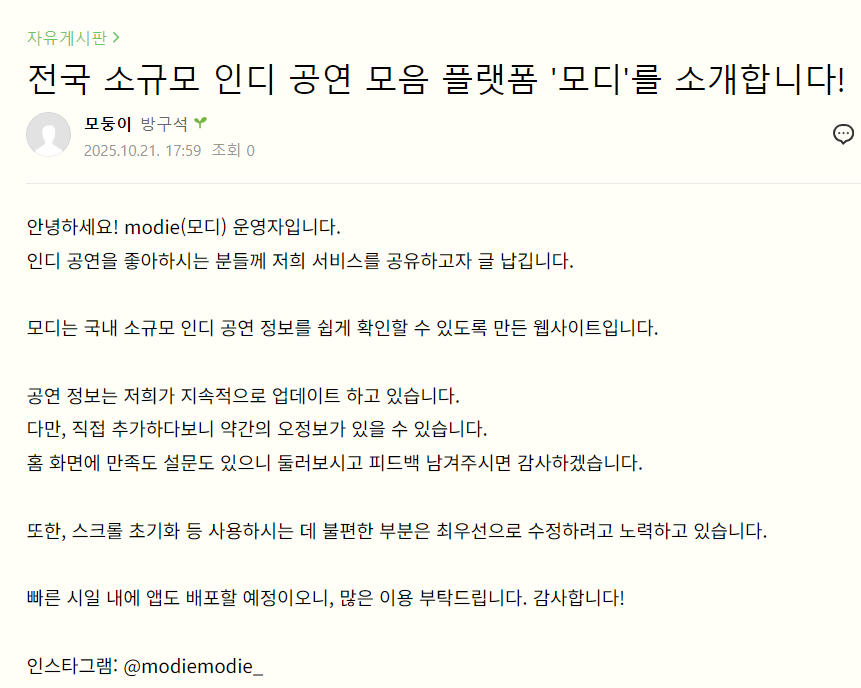 자유게시판 >
전국 소규모 인디 공연 모음 플랫폼 '모디'를 소개합니다!
모둥이 방구석
2025.10.21. 17:59 조회 0
안녕하세요! modie(모디) 운영자입니다.
인디 공연을 좋아하시는 분들께 저희 서비스를 공유하고자 글 납깁니다.
모디는 국내 소규모 인디 공연 정보를 쉽게 확인할 수 있도록 만든 웹사이트입니다.
공연 정보는 저희가 지속적으로 업데이트 하고 있습니다.
다만, 직접 추가하다보니 약간의 오정보가 있을 수 있습니다.
홈 화면에 만족도 설문도 있으니 둘러보시고 피드백 남겨주시면 감사하겠습니다.
또한, 스크롤 초기화 등 사용하시는 데 불편한 부분은 최우선으로 수정하려고 노력하고 있습니다.
빠른 시일 내에 앱도 배포할 예정이오니, 많은 이용 부탁드립니다. 감사합니다!
인스타그램: @modiemodie_